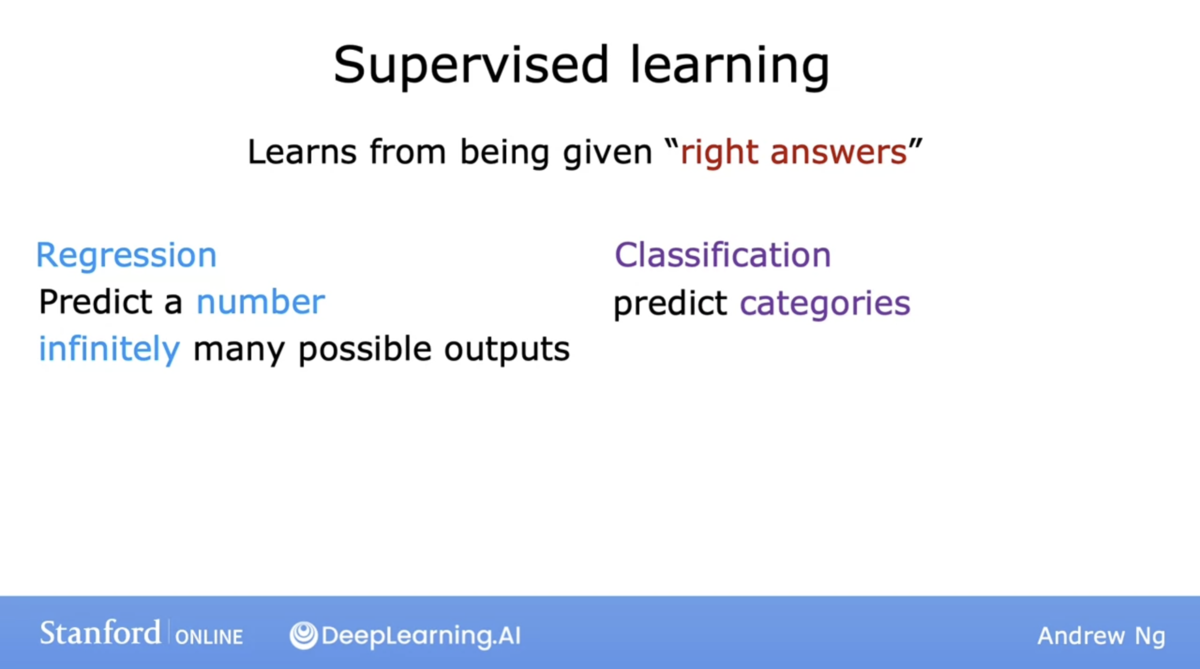 Supervised learning
Learns from being given “right answers”
Regression
Predict a number
infinitely many possible outputs
Classification
predict categories
Stanford ONLINE
DeepLearning.AI
Andrew Ng